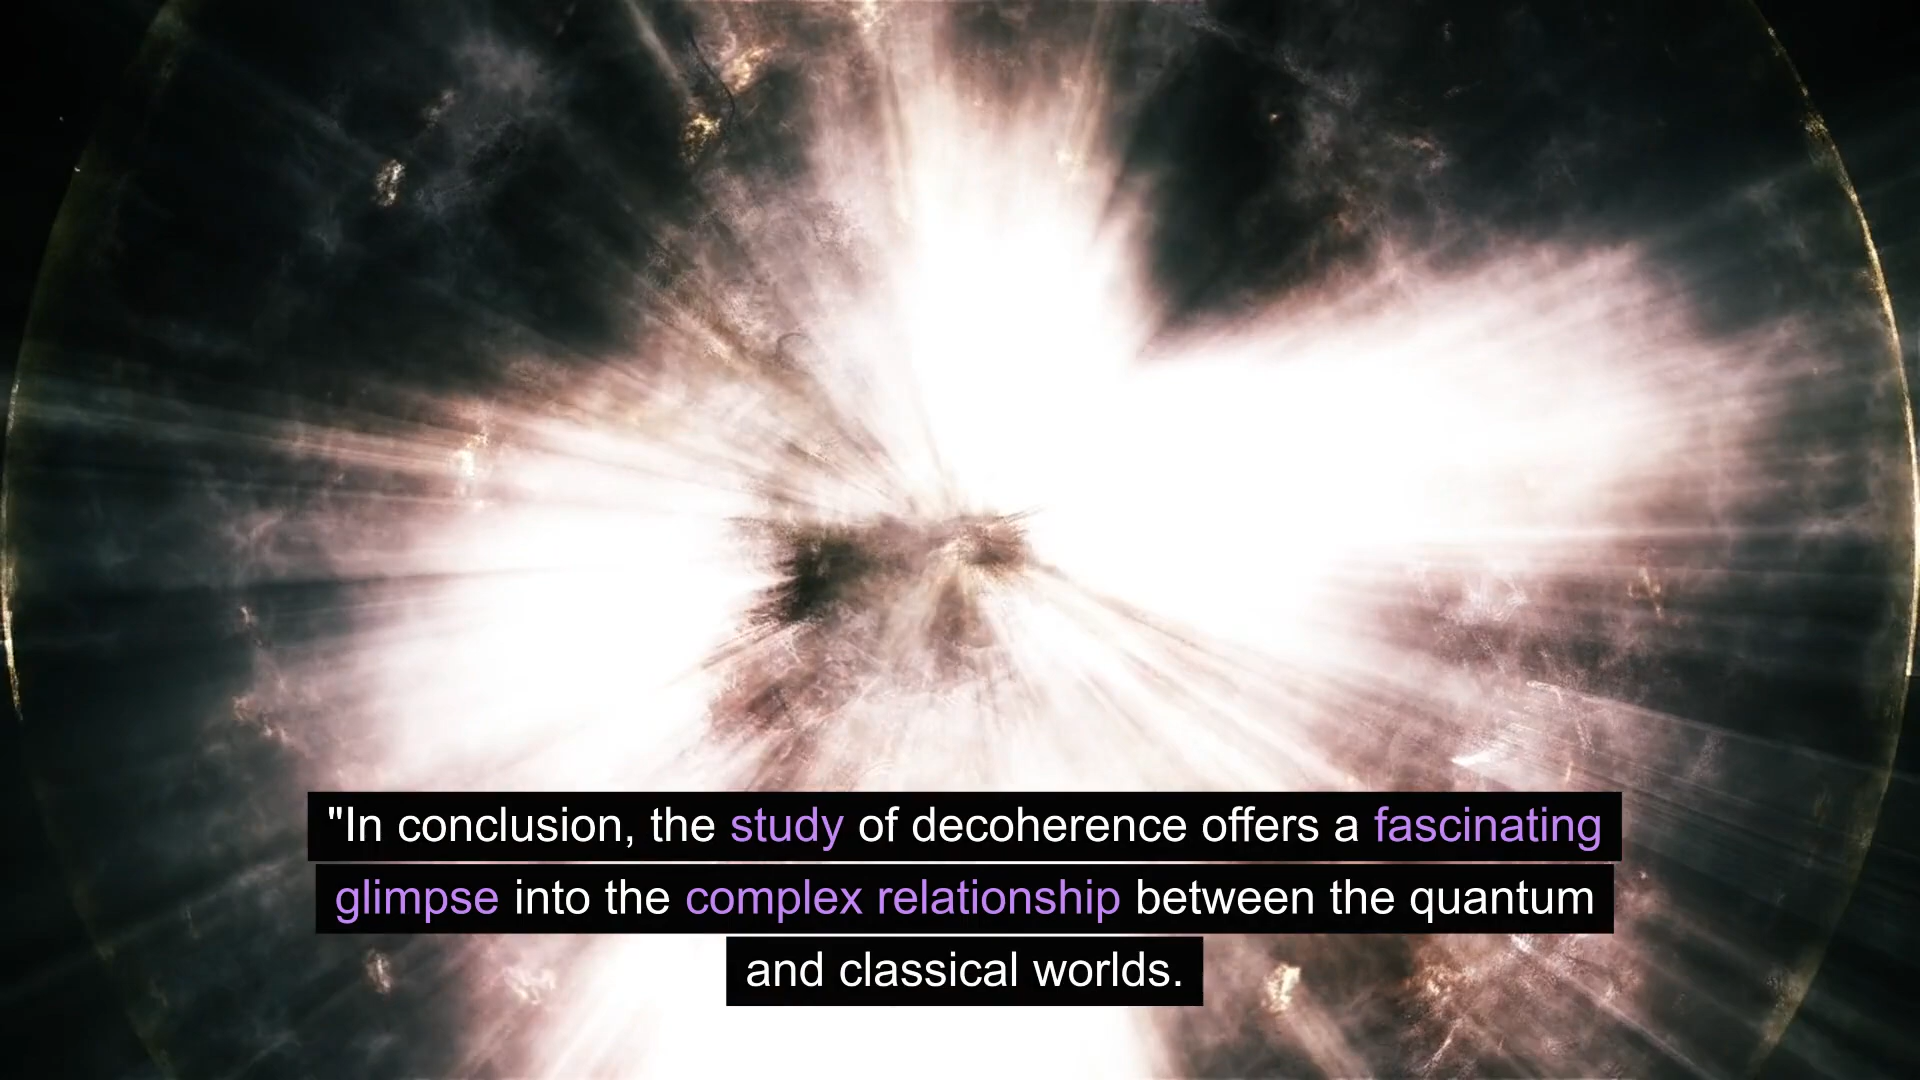 "In conclusion, the study of decoherence offers a fascinating
glimpse into the complex relationship between the quantum
and classical worlds.